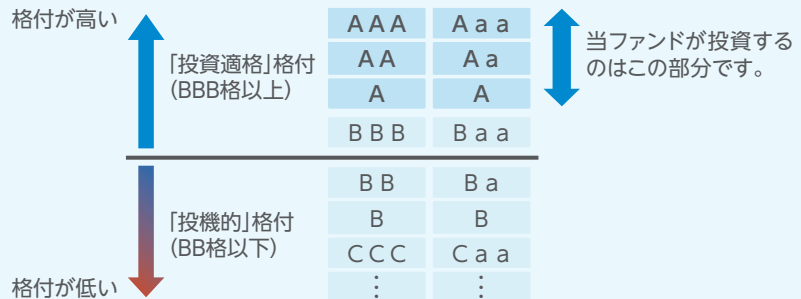 格付が高い
「投資適格」格付
(BBB格以上)
AAA Aaa
AA Aa
A A
BBB Baa
当ファンドが投資する
のはこの部分です。
「投機的」格付
(BB格以下)
BB Ba
B B
CCC Caa
⋮ ⋮
格付が低い